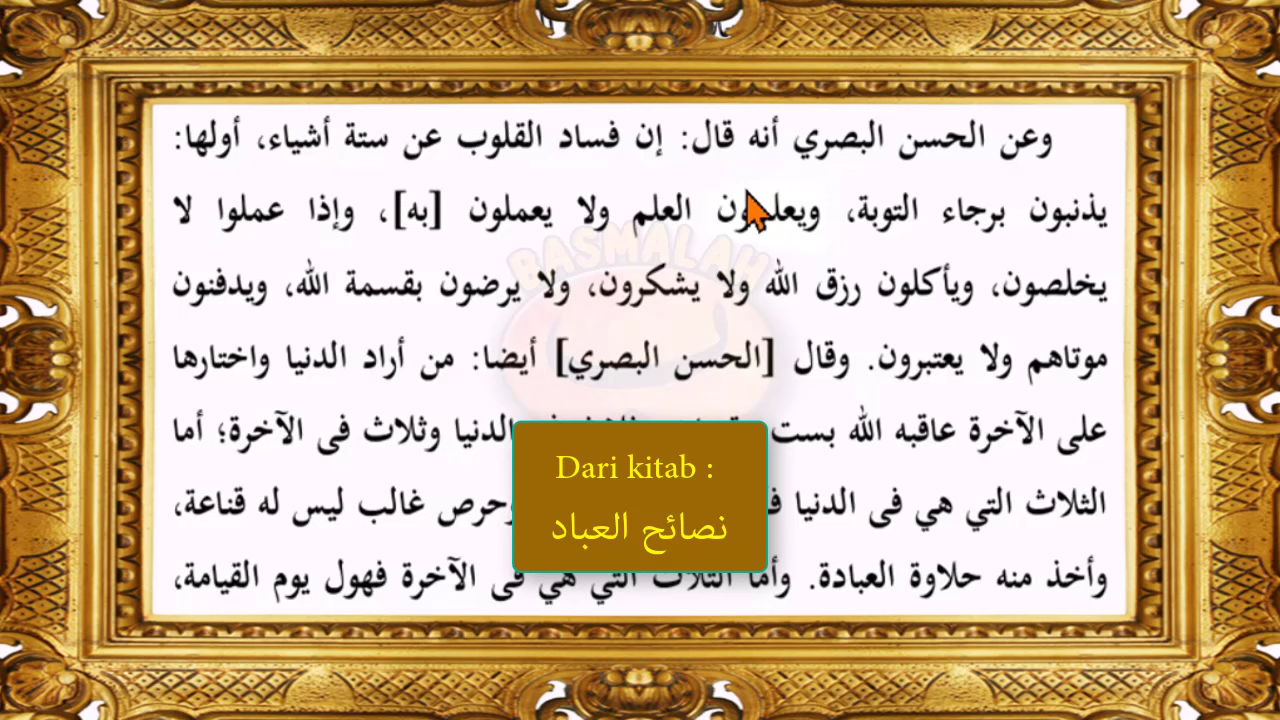 وعن الحسن البصري أنه قال: إن فساد القلوب عن ستة أشياء، أولها:
يذنبون برجاء التوبة، ويعلمون العلم ولا يعملون [به]، وإذا عملوا لا
يخلصون، ويأكلون رزق الله ولا يشكرون، ولا يرضون بقسمة الله، ويدفنون
BASMALAH
موتاهم ولا يعتبرون. وقال [الحسن البصري] أيضا: من أراد الدنيا واختارها
على الآخرة عاقبه الله بست الدنيا وثلاث فى الآخرة؛ أما
Dari kitab :
الثلاث التي هي فى الدنيا وحرص غالب ليس له قناعة،
نصائح العباد
وأخذ منه حلاوة العبادة. وأما الثلاث التي هي فى الآخرة فهول يوم القيامة،